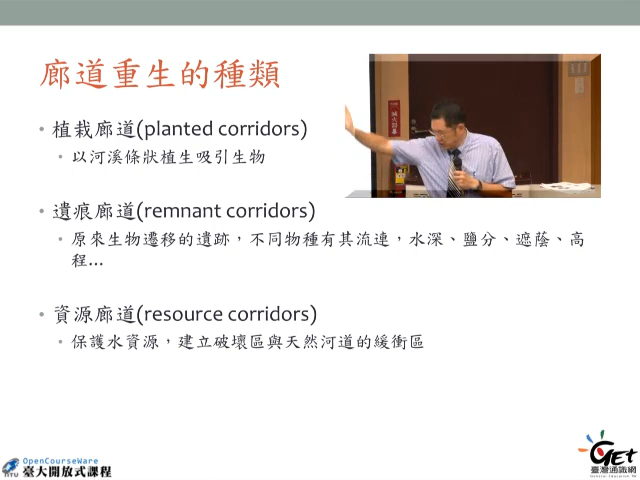 廊道重生的種類
• 植栽廊道(planted corridors)
• 以河溪條狀植生吸引生物
• 遺痕廊道(remnant corridors)
• 原來生物遷移的遺跡，不同物種有其流連，水深、鹽分、遮蔭、高
程…
• 資源廊道(resource corridors)
• 保護水資源，建立破壞區與天然河道的緩衝區
OpenCourseWare
NTU 臺大開放式課程
GET
臺灣通識網